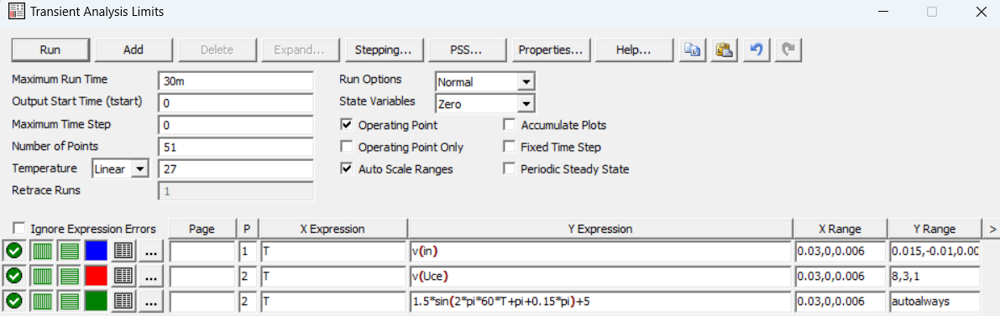 Transient Analysis Limits
Run Add Delete Expand... Stepping... PSS... Properties... Help...
Maximum Run Time 30m Run Options Normal
Output Start Time (tstart) 0 State Variables Zero
Maximum Time Step 0 Operating Point Accumulate Plots
Number of Points 51 Operating Point Only Fixed Time Step
Temperature Linear 27 Auto Scale Ranges Periodic Steady State
Retrace Runs 1
Ignore Expression Errors Page P X Expression Y Expression X Range Y Range >
... 1 T v(in) 0.03,0,0.006 0.015,-0.01,0.00
... 2 T v(Uce) 0.03,0,0.006 8,3,1
... 2 T 1.5*sin(2*pi*60*T+pi+0.15*pi)+5 0.03,0,0.006 autoalways